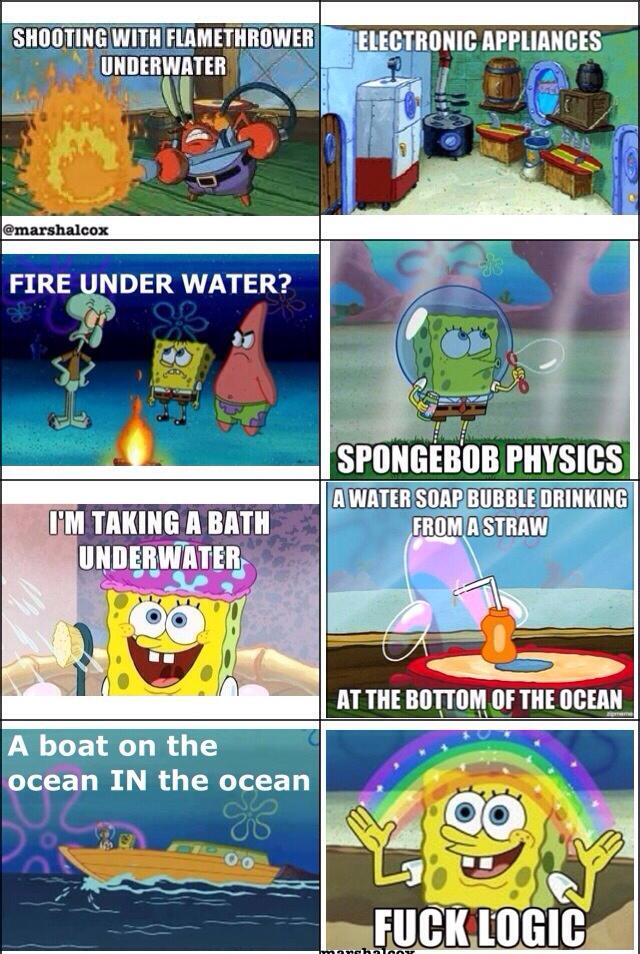 SHOOTING WITH FLAMETHROWER
UNDERWATER
@marshalcox
ELECTRONIC APPLIANCES
FIRE UNDER WATER?
SPONGEBOB PHYSICS
I'M TAKING A BATH
UNDERWATER
A WATER SOAP BUBBLE DRINKING
FROM A STRAW
AT THE BOTTOM OF THE OCEAN
A boat on the
ocean IN the ocean
FUCK LOGIC
marshalcox